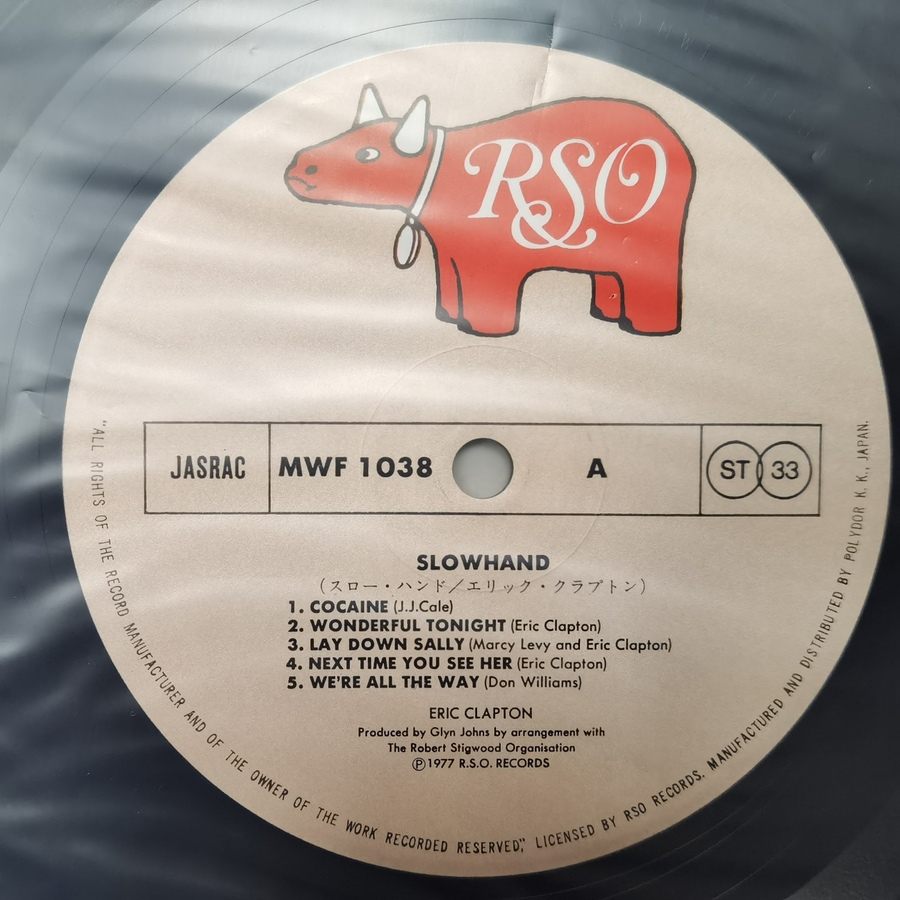 RSO
JASRAC
MWF 1038
A
ST 33
SLOWHAND
(スロー・ハンド/エリック・クラプトン)
1. COCAINE (J.J.Cale)
2. WONDERFUL TONIGHT (Eric Clapton)
3. LAY DOWN SALLY (Marcy Levy and Eric Clapton)
4. NEXT TIME YOU SEE HER (Eric Clapton)
5. WE'RE ALL THE WAY (Don Williams)
ERIC CLAPTON
Produced by Glyn Johns by arrangement with
The Robert Stigwood Organisation
℗1977 R.S.O. RECORDS
"ALL RIGHTS OF THE RECORD MANUFACTURER AND OF THE OWNER OF THE WORK RECORDED RESERVED," LICENSED BY RSO RECORDS. MANUFACTURED AND DISTRIBUTED BY POLYDOR K. K., JAPAN.